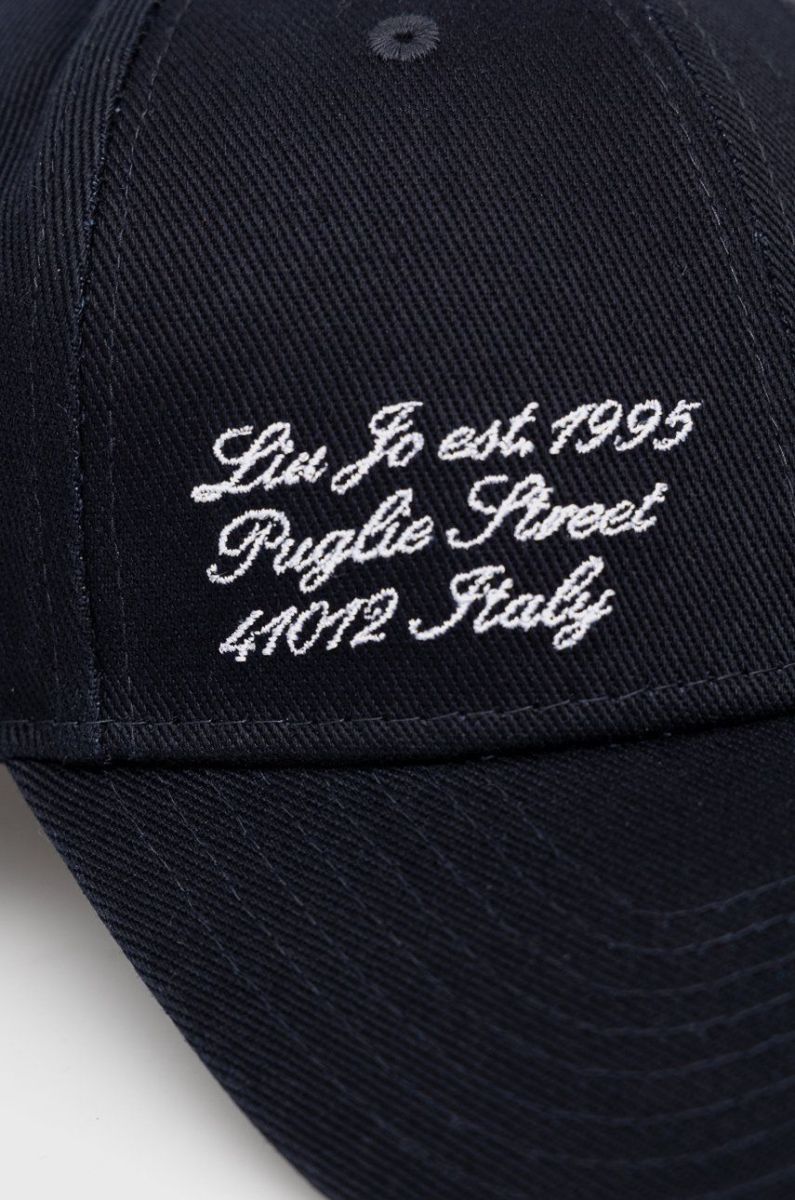 Liu Jo est. 1995
Puglie Street
41012 Italy